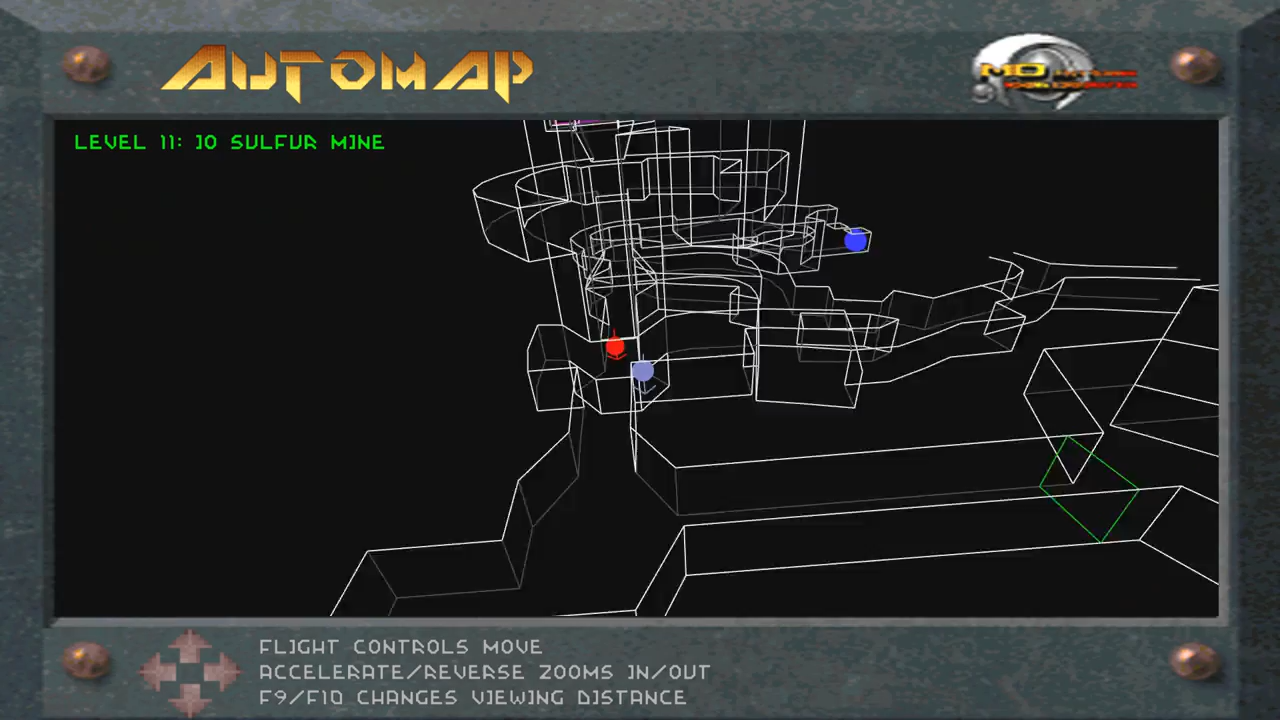 AUTOMAP
MD
LEVEL 11: IO SULFUR MINE
FLIGHT CONTROLS MOVE
ACCELERATE/REVERSE ZOOMS IN/OUT
F9/F10 CHANGES VIEWING DISTANCE